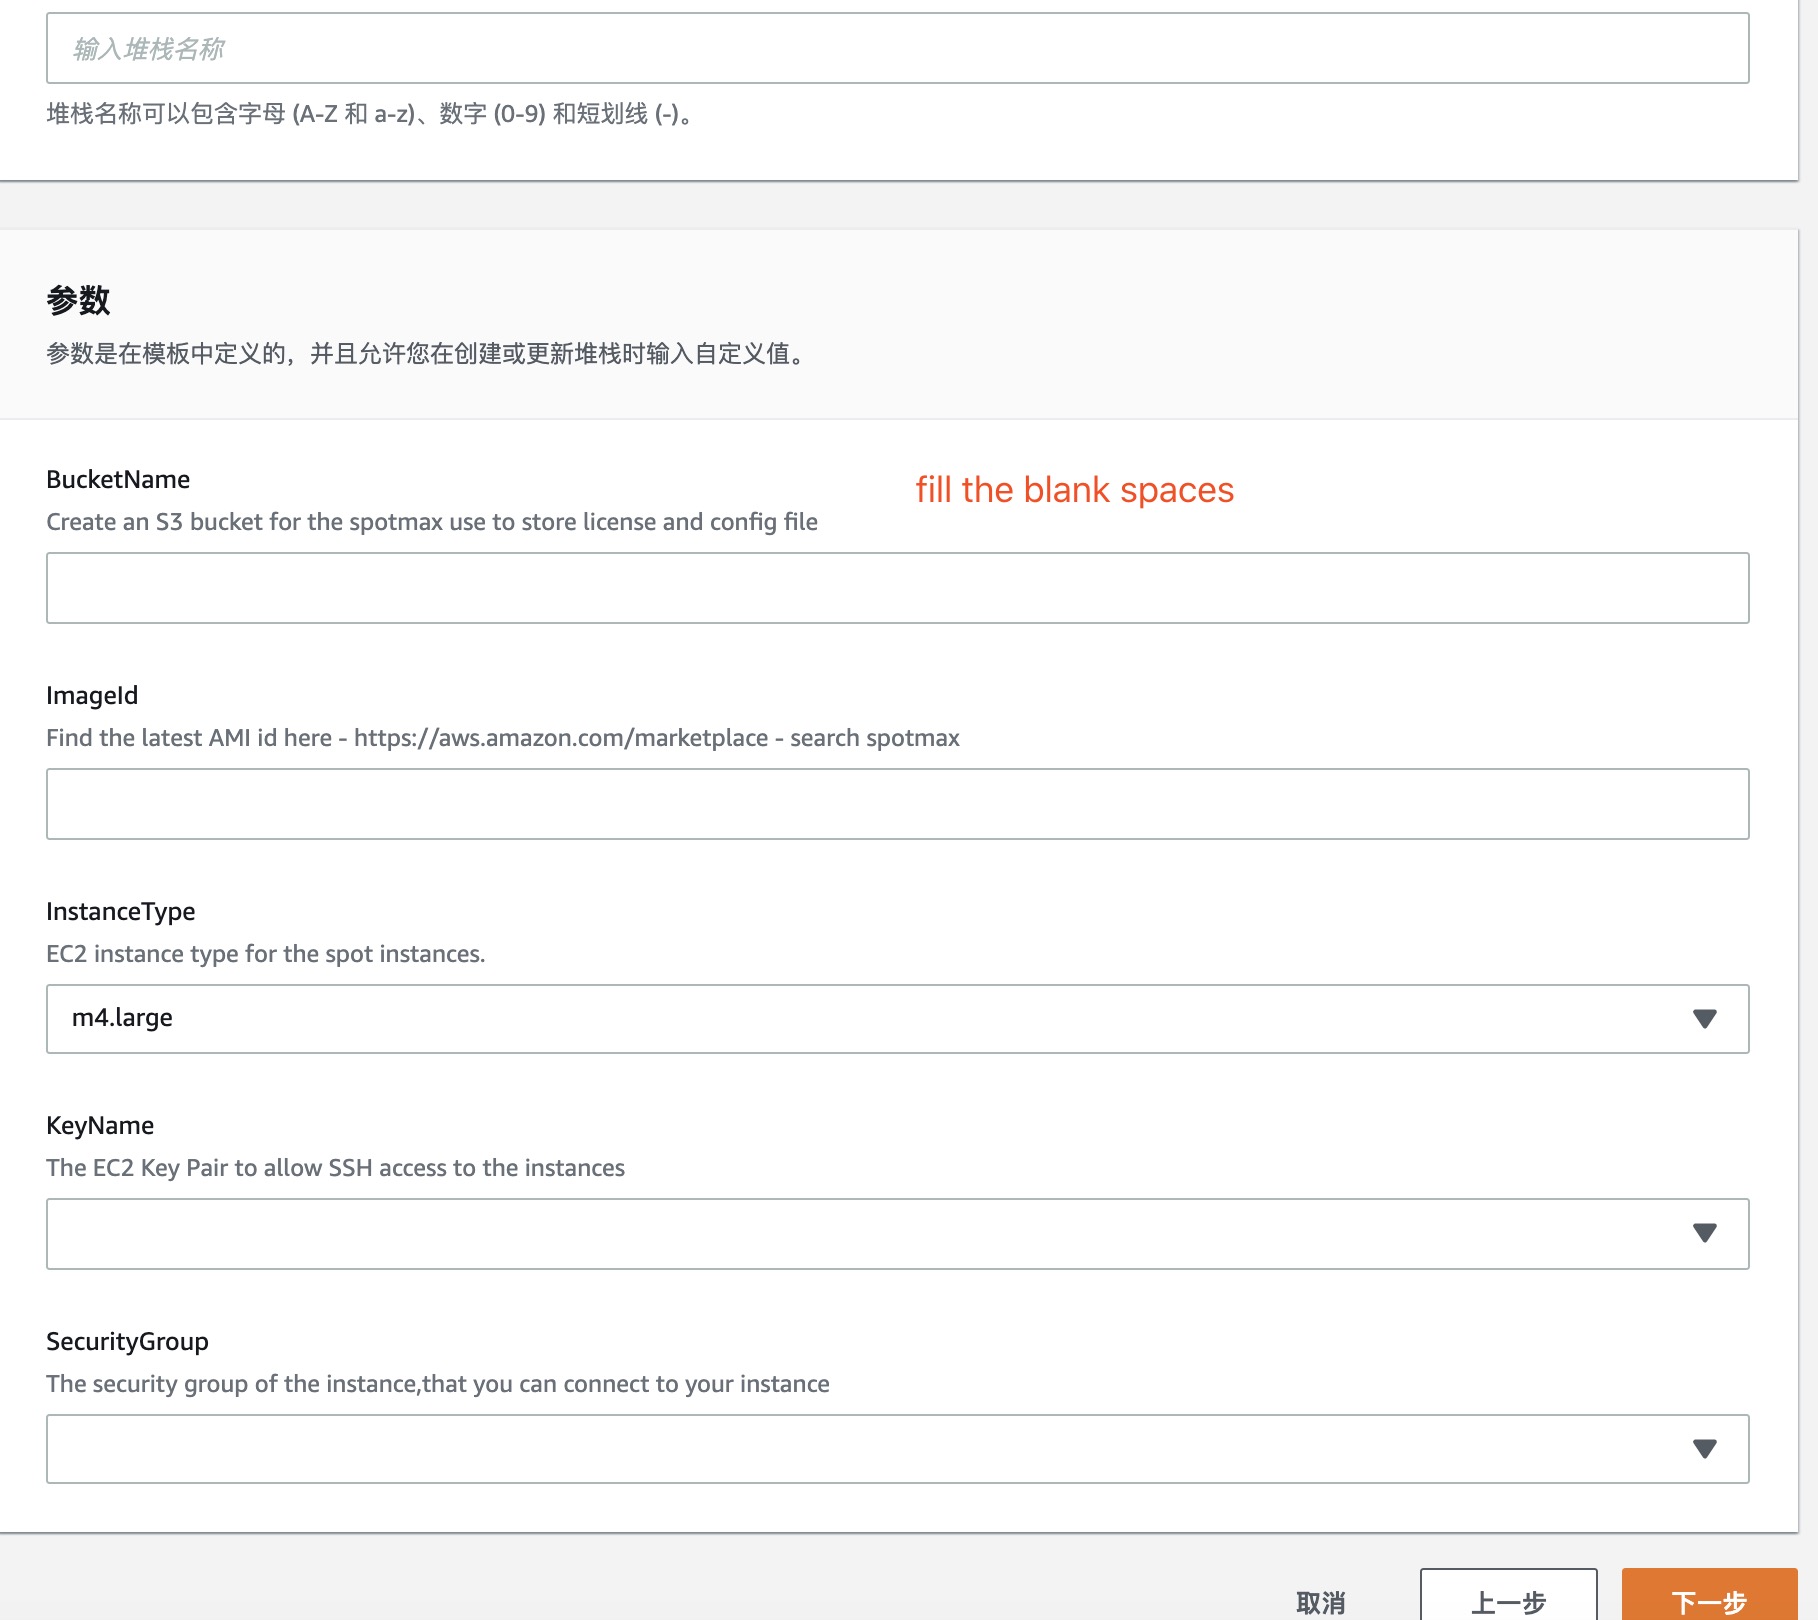 输入堆栈名称
堆栈名称可以包含字母 (A-Z 和 a-z)、数字 (0-9) 和短划线 (-)。
参数
参数是在模板中定义的，并且允许您在创建或更新堆栈时输入自定义值。
BucketName
fill the blank spaces
Create an S3 bucket for the spotmax use to store license and config file
ImageId
Find the latest AMI id here - https://aws.amazon.com/marketplace - search spotmax
InstanceType
EC2 instance type for the spot instances.
m4.large
KeyName
The EC2 Key Pair to allow SSH access to the instances
SecurityGroup
The security group of the instance,that you can connect to your instance
取消
上一步
下一步